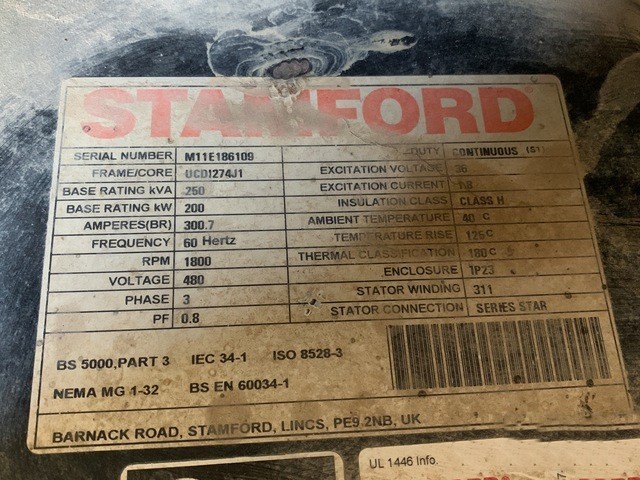 STAMFORD
SERIAL NUMBER M11E186109 DUTY CONTINUOUS (S1)
FRAME/CORE UCDI274J1 EXCITATION VOLTAGE 36
BASE RATING kVA 250 EXCITATION CURRENT
BASE RATING kW 200 INSULATION CLASS CLASS H
AMPERES(BR) 300.7 AMBIENT TEMPERATURE 40 C
FREQUENCY 60 Hertz TEMPERATURE RISE 125C
RPM 1800 THERMAL CLASSIFICATION 180C
VOLTAGE 480 ENCLOSURE IP23
PHASE 3 STATOR WINDING 311
PF 0.8 STATOR CONNECTION SERIES STAR
BS 5000,PART 3 IEC 34-1 ISO 8528-3
NEMA MG 1-32 BS EN 60034-1
BARNACK ROAD, STAMFORD, LINCS, PE9 2NB, UK
UL 1446 Info.